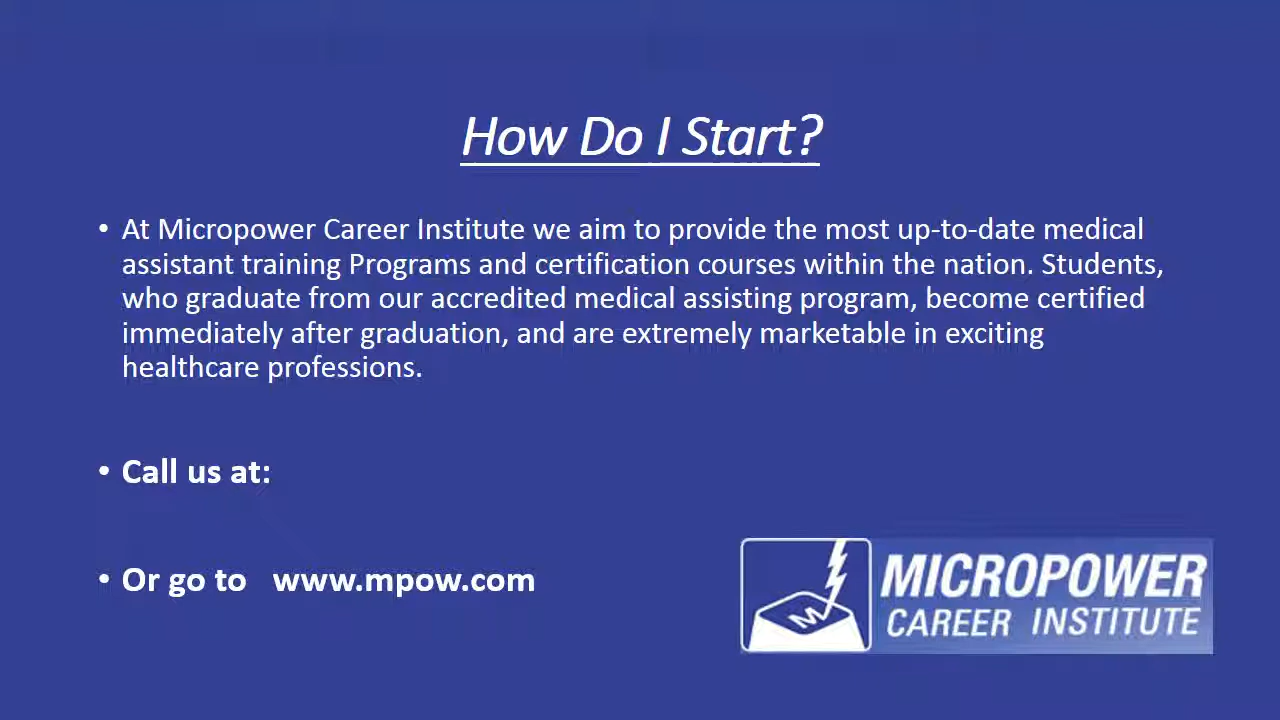 How Do I Start?
• At Micropower Career Institute we aim to provide the most up-to-date medical
assistant training Programs and certification courses within the nation. Students,
who graduate from our accredited medical assisting program, become certified
immediately after graduation, and are extremely marketable in exciting
healthcare professions.
• Call us at:
• Or go to www.mpow.com
M
MICROPOWER
CAREER INSTITUTE